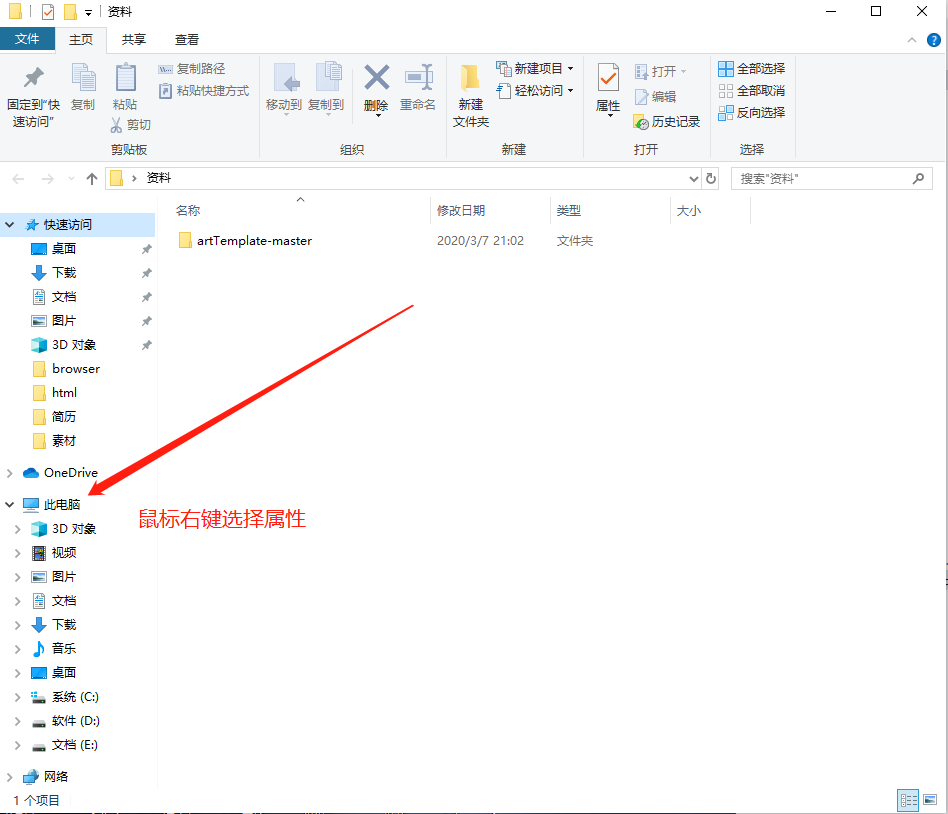 资料
文件 主页 共享 查看
固定到"快速访问"
复制
粘贴
复制路径
粘贴快捷方式
剪切
剪贴板
移动到
复制到
删除
重命名
组织
新建文件夹
新建项目
轻松访问
新建
属性
打开
编辑
历史记录
打开
全部选择
全部取消
反向选择
选择
资料
搜索"资料"
名称 修改日期 类型 大小
artTemplate-master 2020/3/7 21:02 文件夹
快速访问
桌面
下载
文档
图片
3D 对象
browser
html
简历
素材
OneDrive
此电脑
鼠标右键选择属性
3D 对象
视频
图片
文档
下载
音乐
桌面
系统 (C:)
软件 (D:)
文档 (E:)
网络
1 个项目